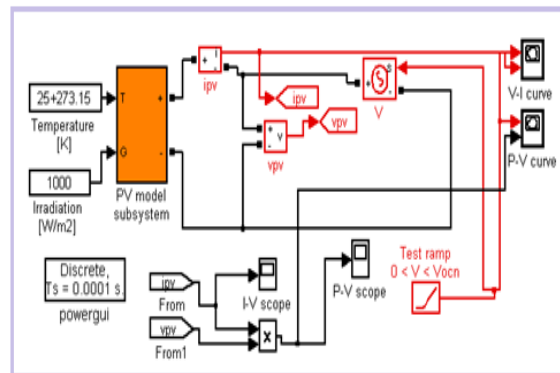 25+273.15
Temperature
[K]
1000
Irradiation
[W/m2]
T
G
+
-
PV model
subsystem
+
-
i
ipv
ipv
+
-
v
vpv
vpv
+
s
-
V
V-I curve
P-V curve
Discrete,
Ts = 0.0001 s.
powergui
ipv
From
vpv
From1
I-V scope
×
P-V scope
Test ramp
0 < V < Vocn